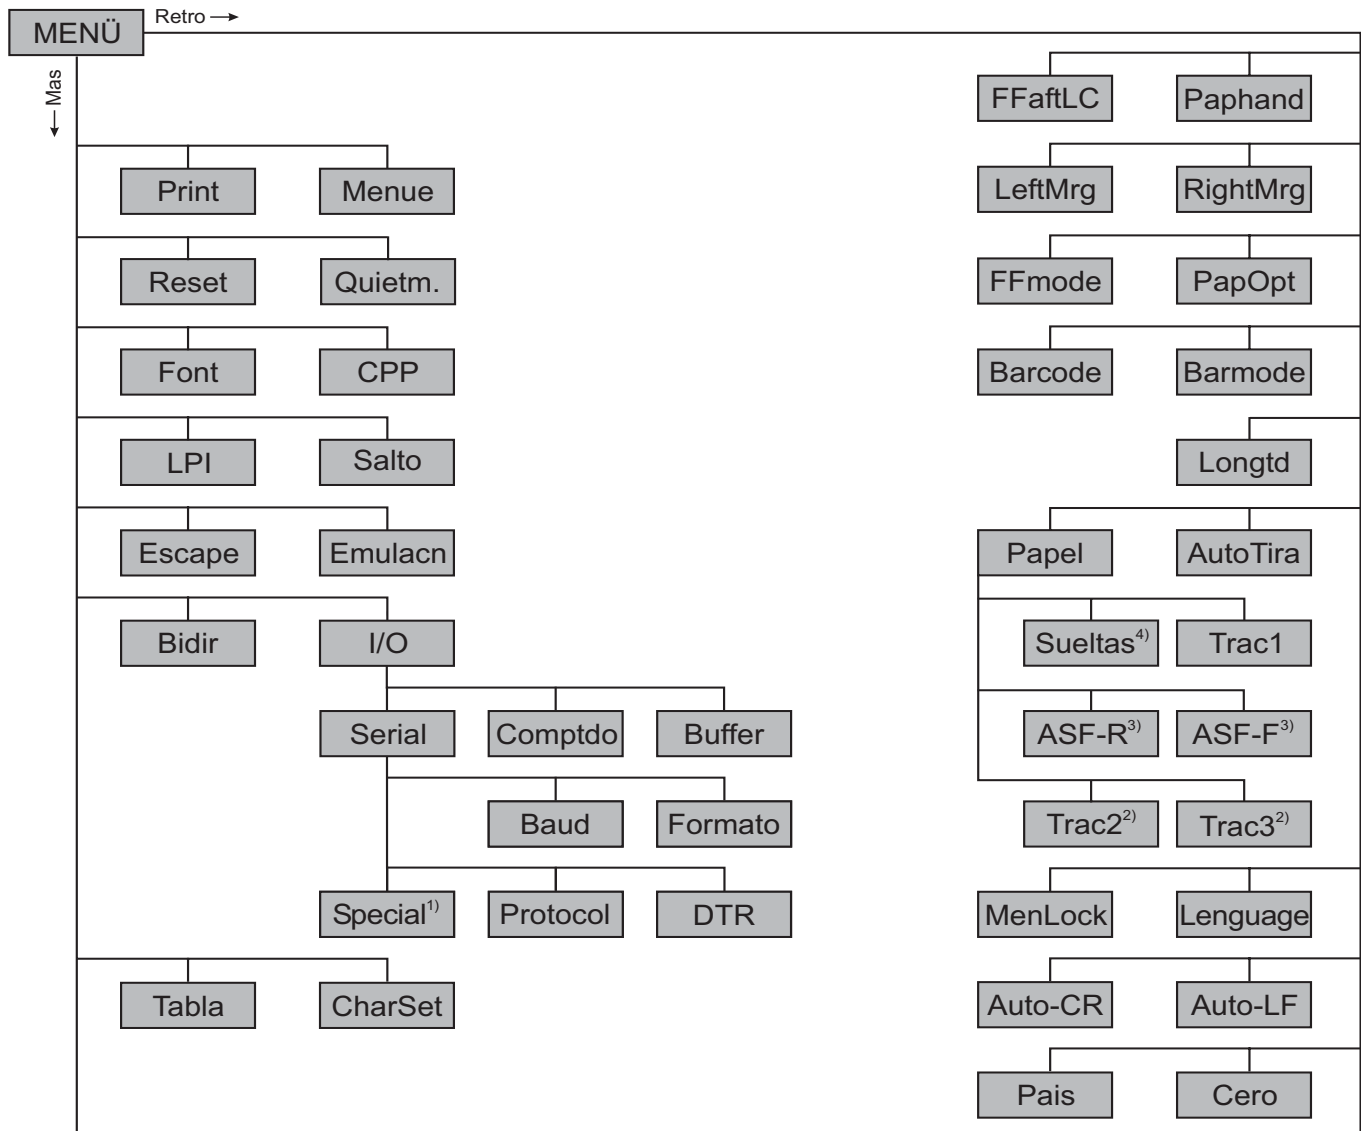 MENÜ
Retro →
← Mas
Print Menue
Reset Quietm.
Font CPP
LPI Salto
Escape Emulacn
Bidir I/O
Serial Comptdo Buffer
Baud Formato
Special1) Protocol DTR
Tabla CharSet
FFaftLC Paphand
LeftMrg RightMrg
FFmode PapOpt
Barcode Barmode
Longtd
Papel AutoTira
Sueltas4) Trac1
ASF-R3) ASF-F3)
Trac22) Trac32)
MenLock Lenguage
Auto-CR Auto-LF
Pais Cero